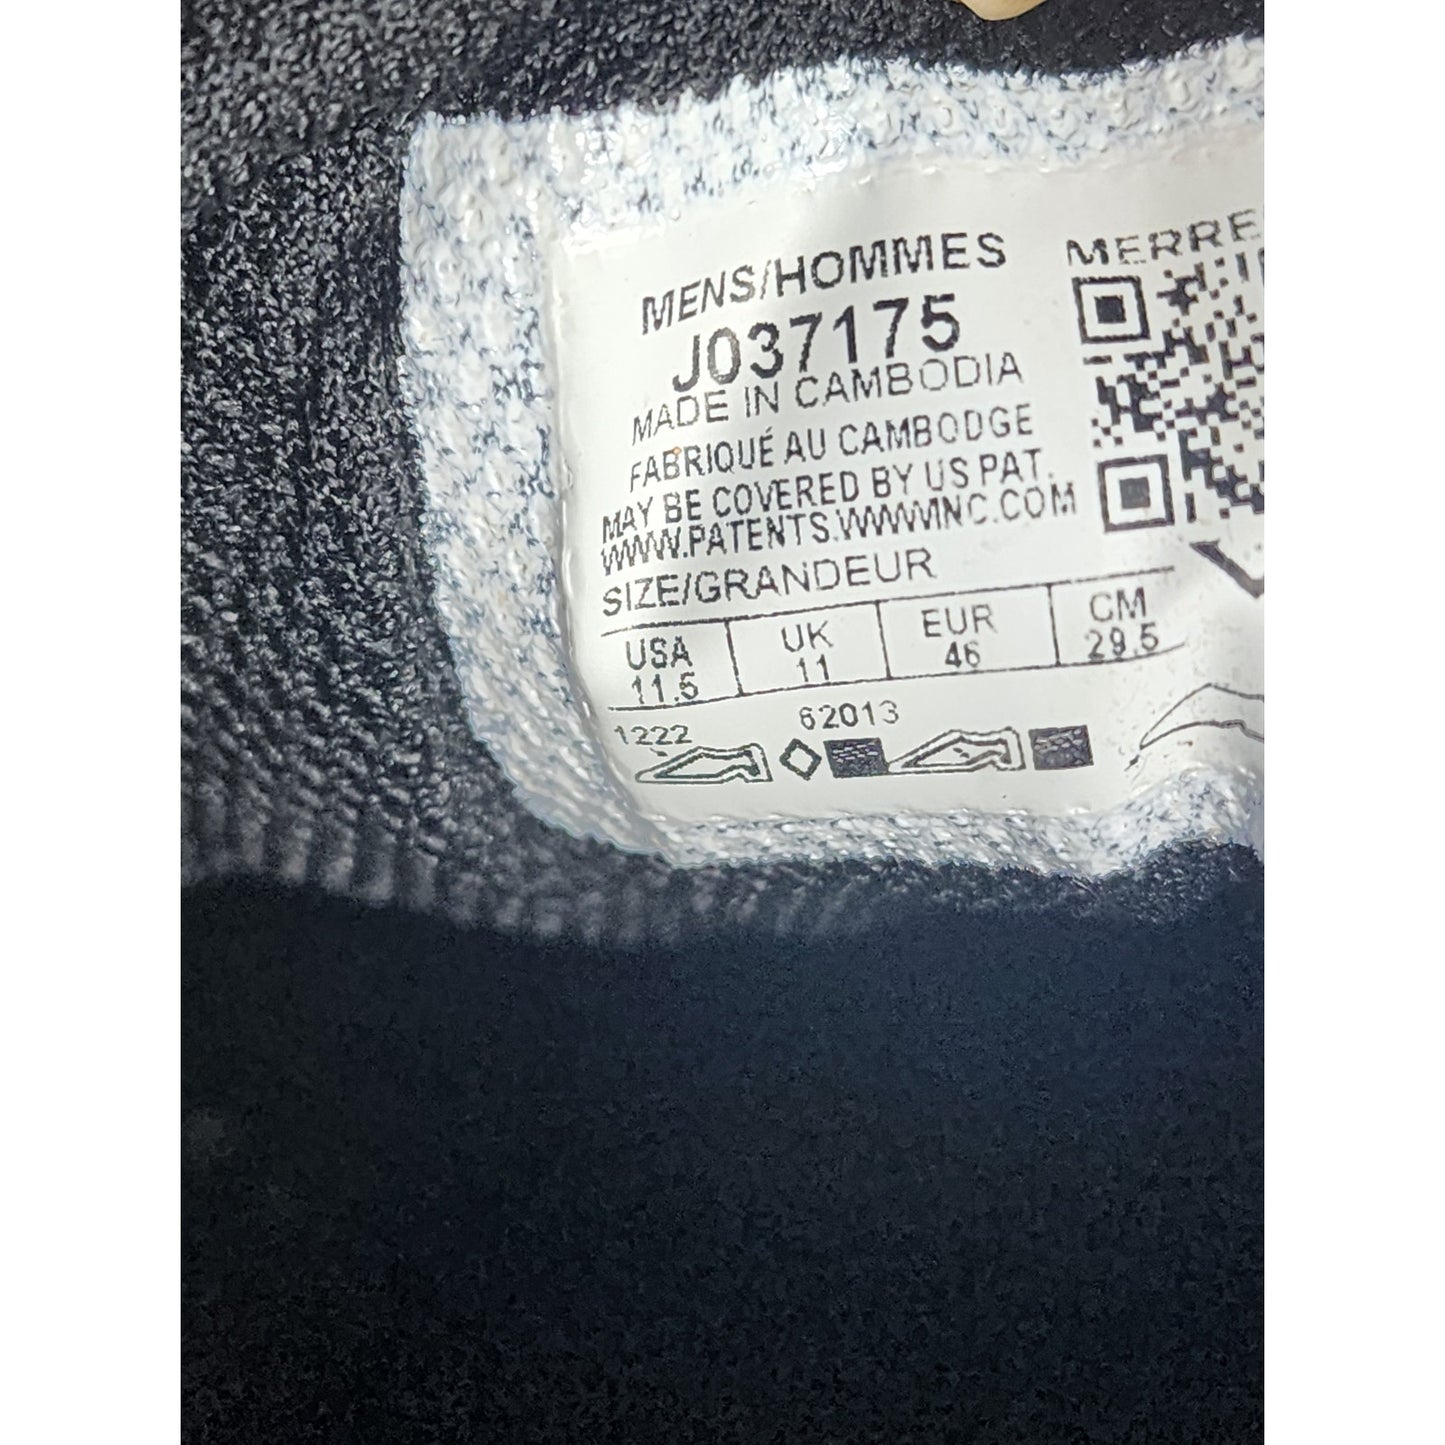 MENS/HOMMES
J037175
MADE IN CAMBODIA
FABRIQUÉ AU CAMBODGE
MAY BE COVERED BY US PAT.
WWW.PATENTS.WWWINC.COM
SIZE/GRANDEUR
USA UK EUR CM
11.5 11 46 29.5
1222 62013
MERRE